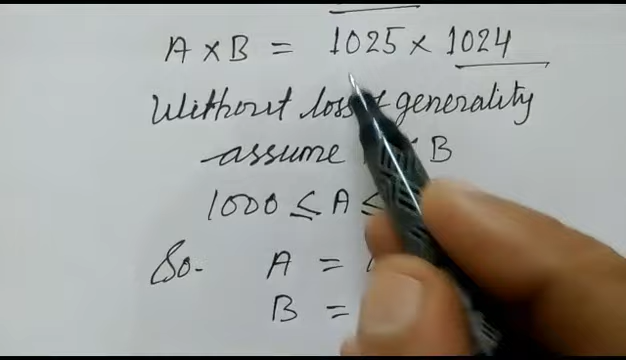 A × B = 1025 × 1024
Without loss of generality
assume B
1000 ≤ A ≤
So. A =
B =